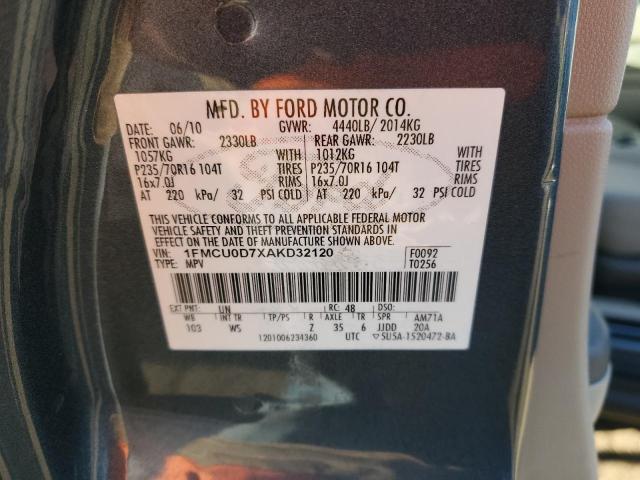 MFD. BY FORD MOTOR CO.
DATE: 06/10 GVWR: 4440LB/ 2014KG
FRONT GAWR: 2330LB REAR GAWR: 2230LB
1057KG WITH 1012KG WITH
P235/70R16 104T TIRES P235/70R16 104T TIRES
16x7.0J RIMS 16x7.0J RIMS
AT 220 kPa/ 32 PSI COLD AT 220 kPa/ 32 PSI COLD
THIS VEHICLE CONFORMS TO ALL APPLICABLE FEDERAL MOTOR
VEHICLE SAFETY AND THEFT PREVENTION STANDARDS IN
EFFECT ON THE DATE OF MANUFACTURE SHOWN ABOVE.
VIN: 1FMCU0D7XAKD32120 F0092
TYPE: MPV T0256
EXT PNT: UN RC: 48 DSO:
WB INT TR TP/PS R AXLE TR SPR AM71A
103 WS Z 35 6 JJDD 20A
1201006234360 UTC ▽5U5A-1520472-BA